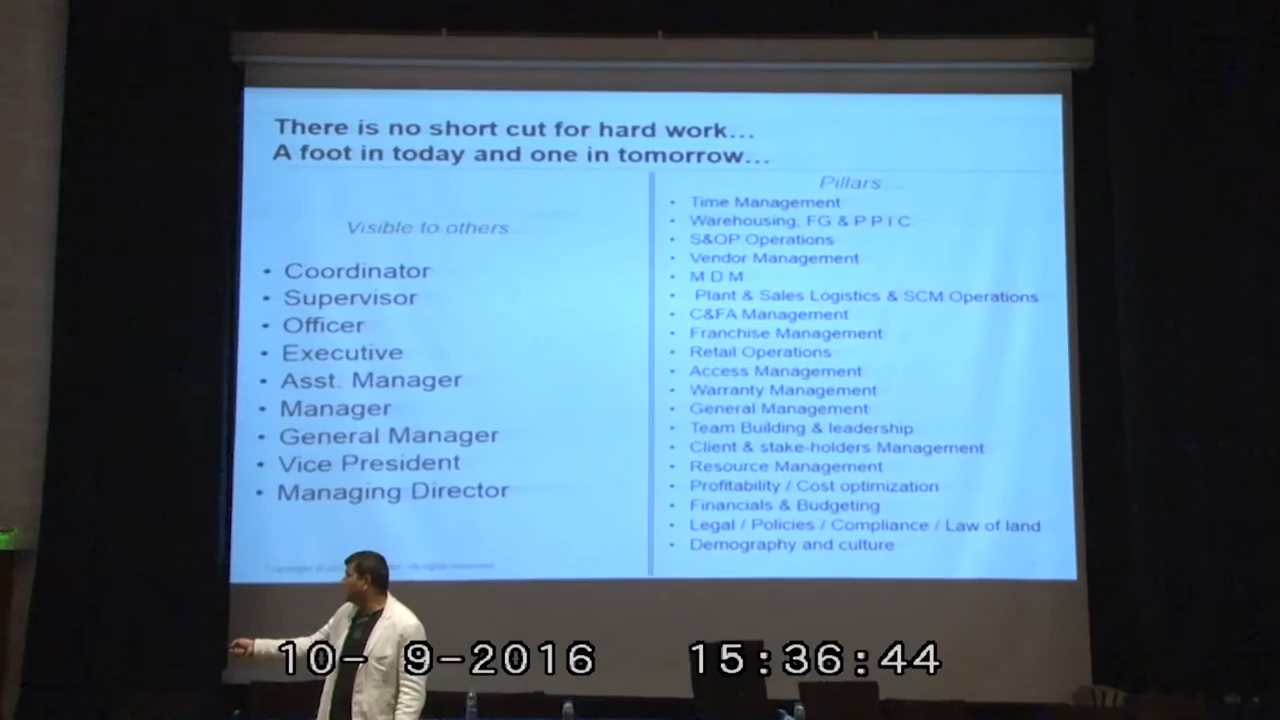 There is no short cut for hard work...
A foot in today and one in tomorrow...
Visible to others
• Coordinator
• Supervisor
• Officer
• Executive
• Asst. Manager
• Manager
• General Manager
• Vice President
• Managing Director
Pillars....
• Time Management
• Warehousing, FG & P P I C
• S&OP Operations
• Vendor Management
• M D M
• Plant & Sales Logistics & SCM Operations
• C&FA Management
• Franchise Management
• Retail Operations
• Access Management
• Warranty Management
• General Management
• Team Building & leadership
• Client & stake-holders Management
• Resource Management
• Profitability / Cost optimization
• Financials & Budgeting
• Legal / Policies / Compliance / Law of land
• Demography and culture
10- 9-2016 15:36:44